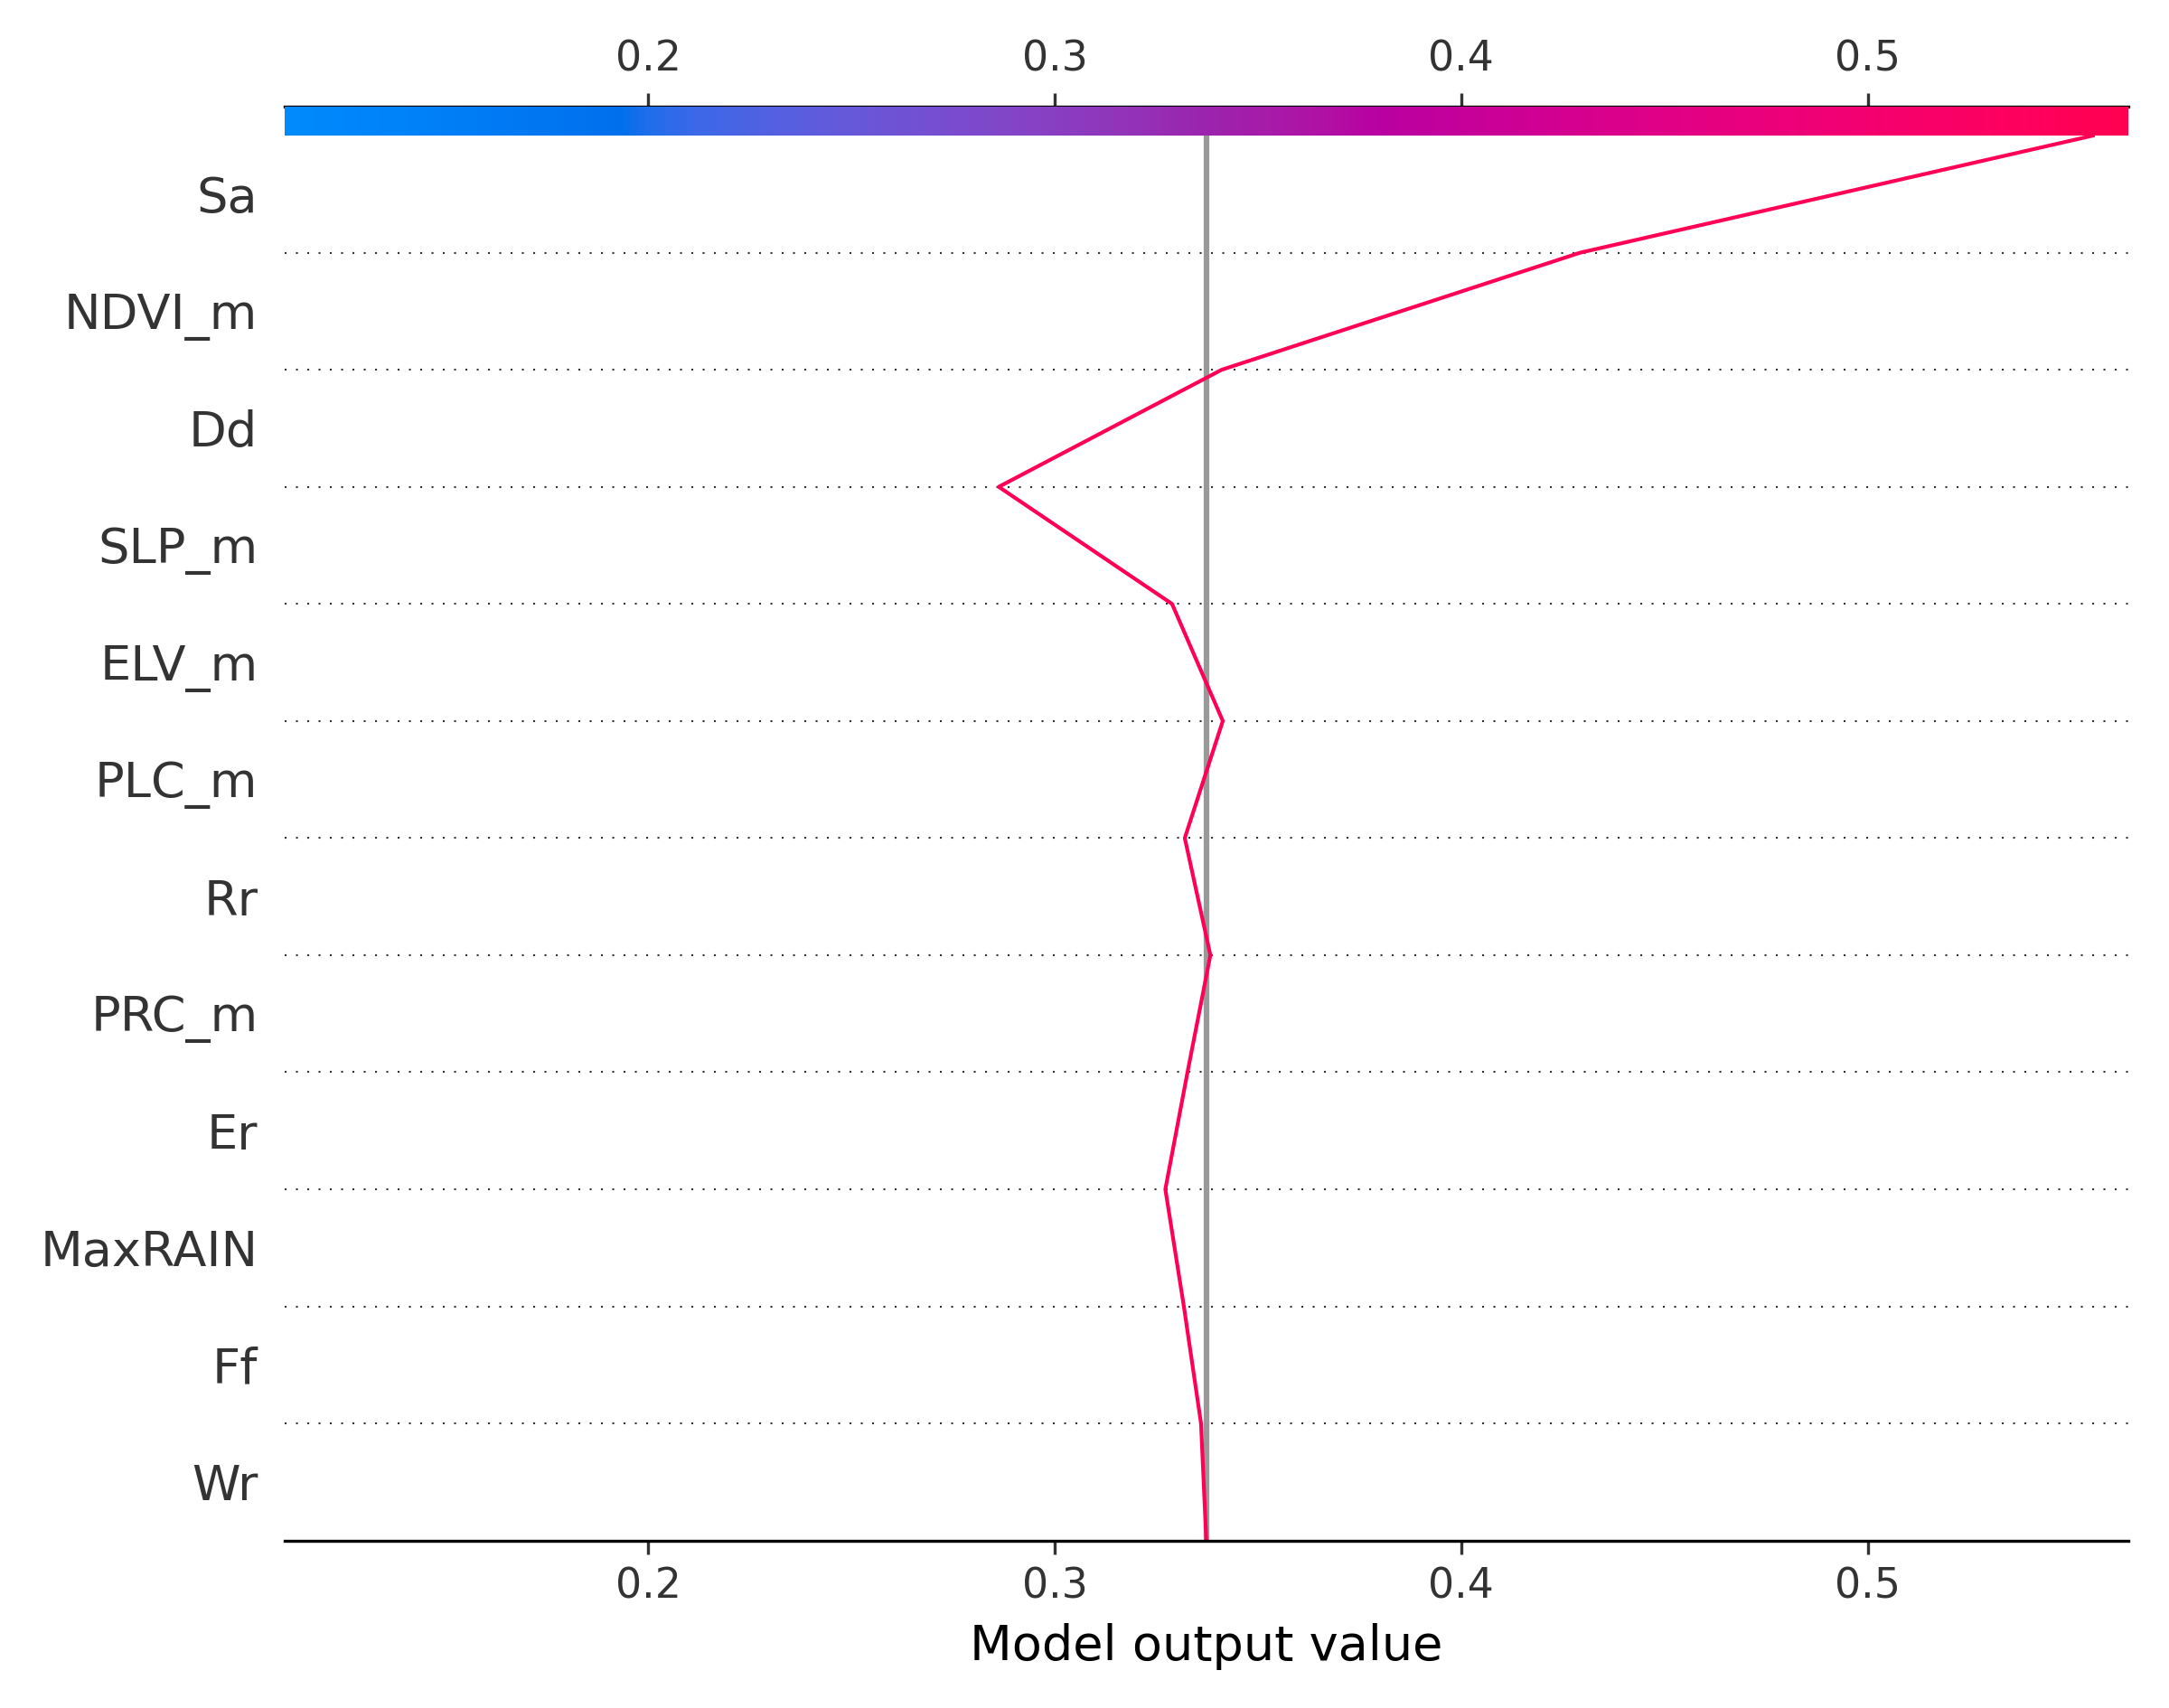 0.2 0.3 0.4 0.5
Sa
NDVI_m
Dd
SLP_m
ELV_m
PLC_m
Rr
PRC_m
Er
MaxRAIN
Ff
Wr
0.2 0.3 0.4 0.5
Model output value